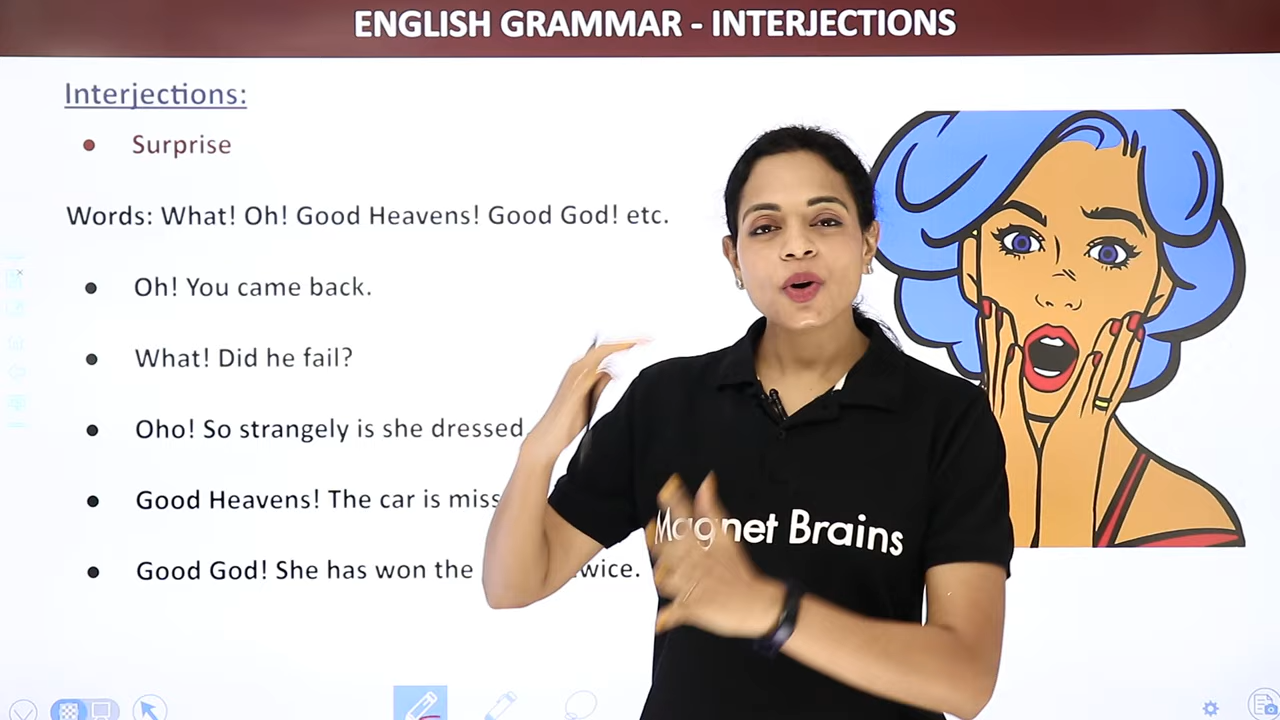 ENGLISH GRAMMAR - INTERJECTIONS
Interjections:
• Surprise
Words: What! Oh! Good Heavens! Good God! etc.
• Oh! You came back.
• What! Did he fail?
• Oho! So strangely is she dressed
• Good Heavens! The car is
• Good God! She has won the
Magnet Brains